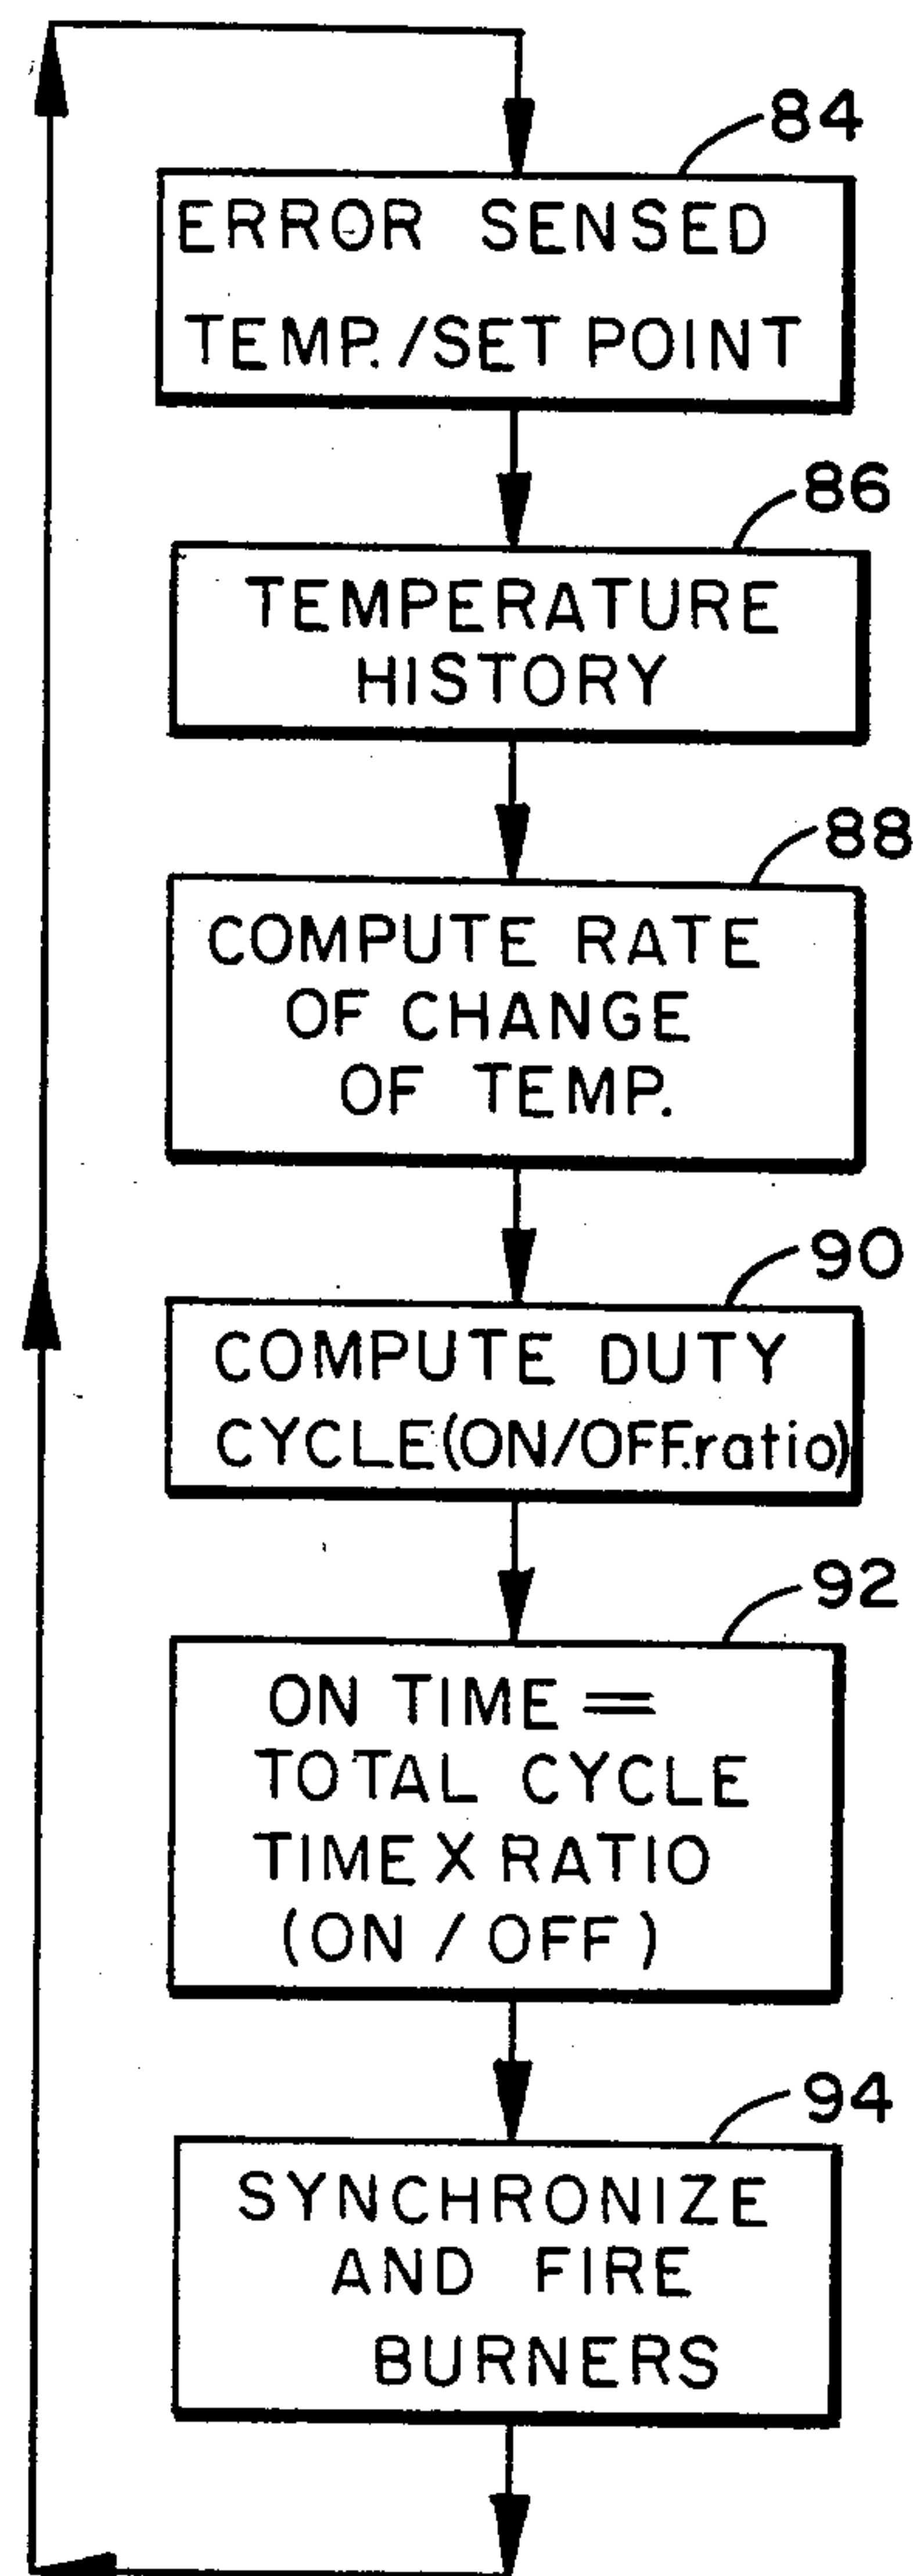 84
ERROR SENSED
TEMP./SET POINT
86
TEMPERATURE
HISTORY
88
COMPUTE RATE
OF CHANGE
OF TEMP.
90
COMPUTE DUTY
CYCLE(ON/OFF.ratio)
92
ON TIME =
TOTAL CYCLE
TIME X RATIO
(ON / OFF)
94
SYNCHRONIZE
AND FIRE
BURNERS